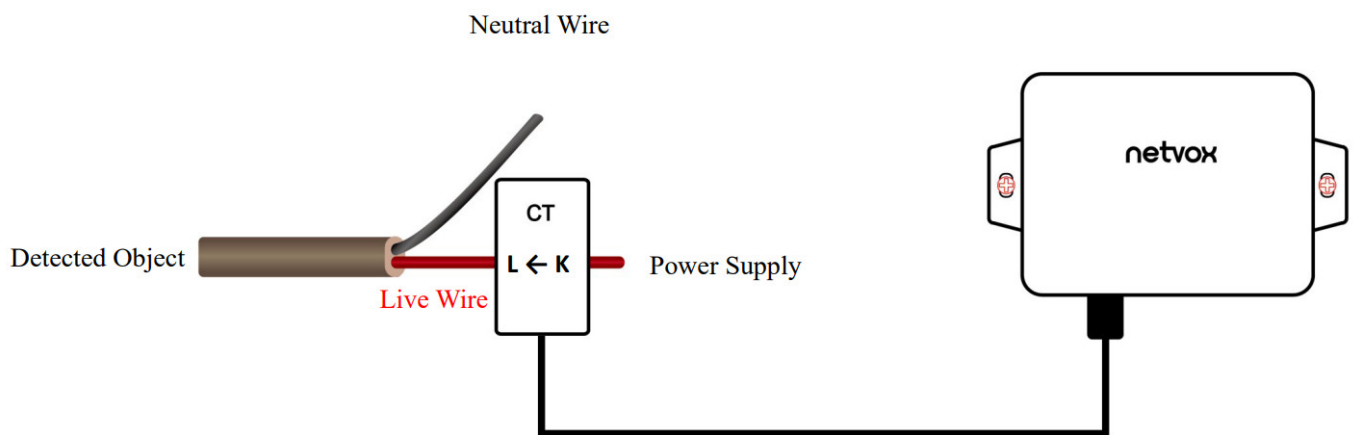 Neutral Wire
netvox
CT
Detected Object
L ← K
Power Supply
Live Wire